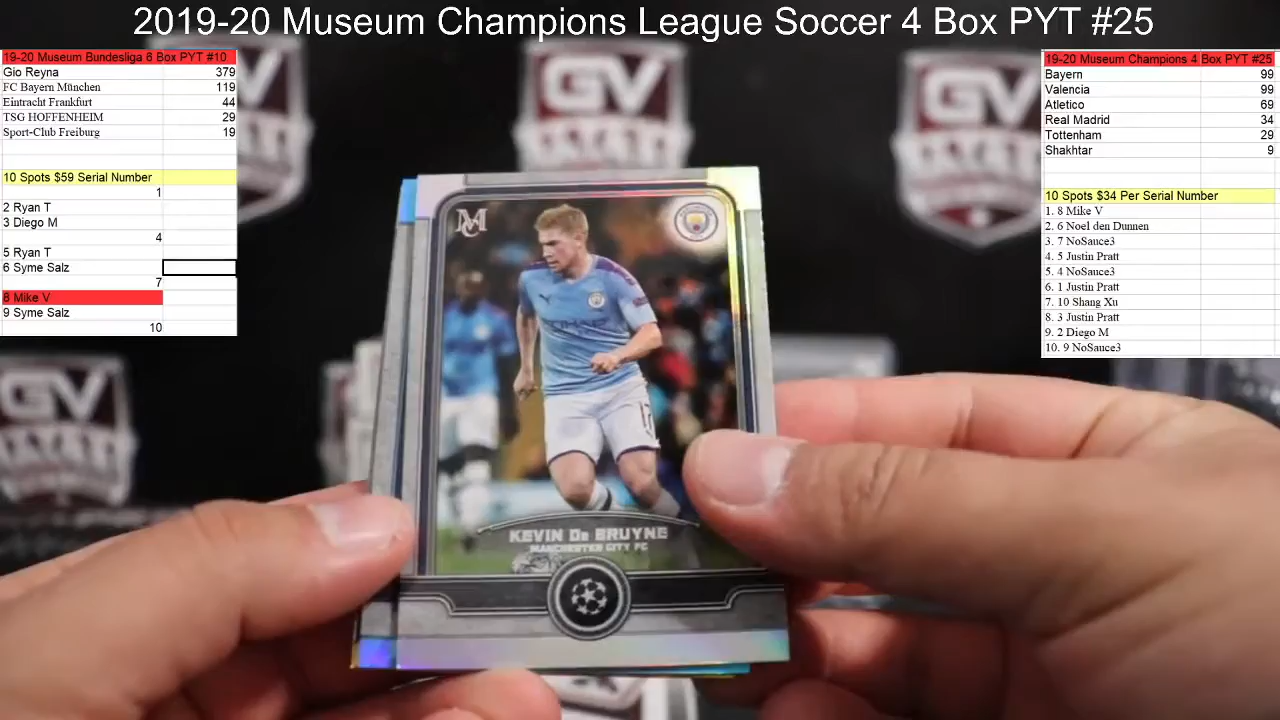 2019-20 Museum Champions League Soccer 4 Box PYT #25
19-20 Museum Bundesliga 6 Box PYT #10
Gio Reyna 379
FC Bayern München 119
Eintracht Frankfurt 44
TSG HOFFENHEIM 29
Sport-Club Freiburg 19
10 Spots $59 Serial Number
1
2 Ryan T
3 Diego M
4
5 Ryan T
6 Syme Salz
7
8 Mike V
9 Syme Salz
10
19-20 Museum Champions 4 Box PYT #25
Bayern 99
Valencia 99
Atletico 69
Real Madrid 34
Tottenham 29
Shakhtar 9
10 Spots $34 Per Serial Number
1. 8 Mike V
2. 6 Noel den Dunnen
3. 7 NoSauce3
4. 5 Justin Pratt
5. 4 NoSauce3
6. 1 Justin Pratt
7. 10 Shang Xu
8. 3 Justin Pratt
9. 2 Diego M
10. 9 NoSauce3
GV
GV
GV
MC
KEVIN De BRUYNE
MANCHESTER CITY FC